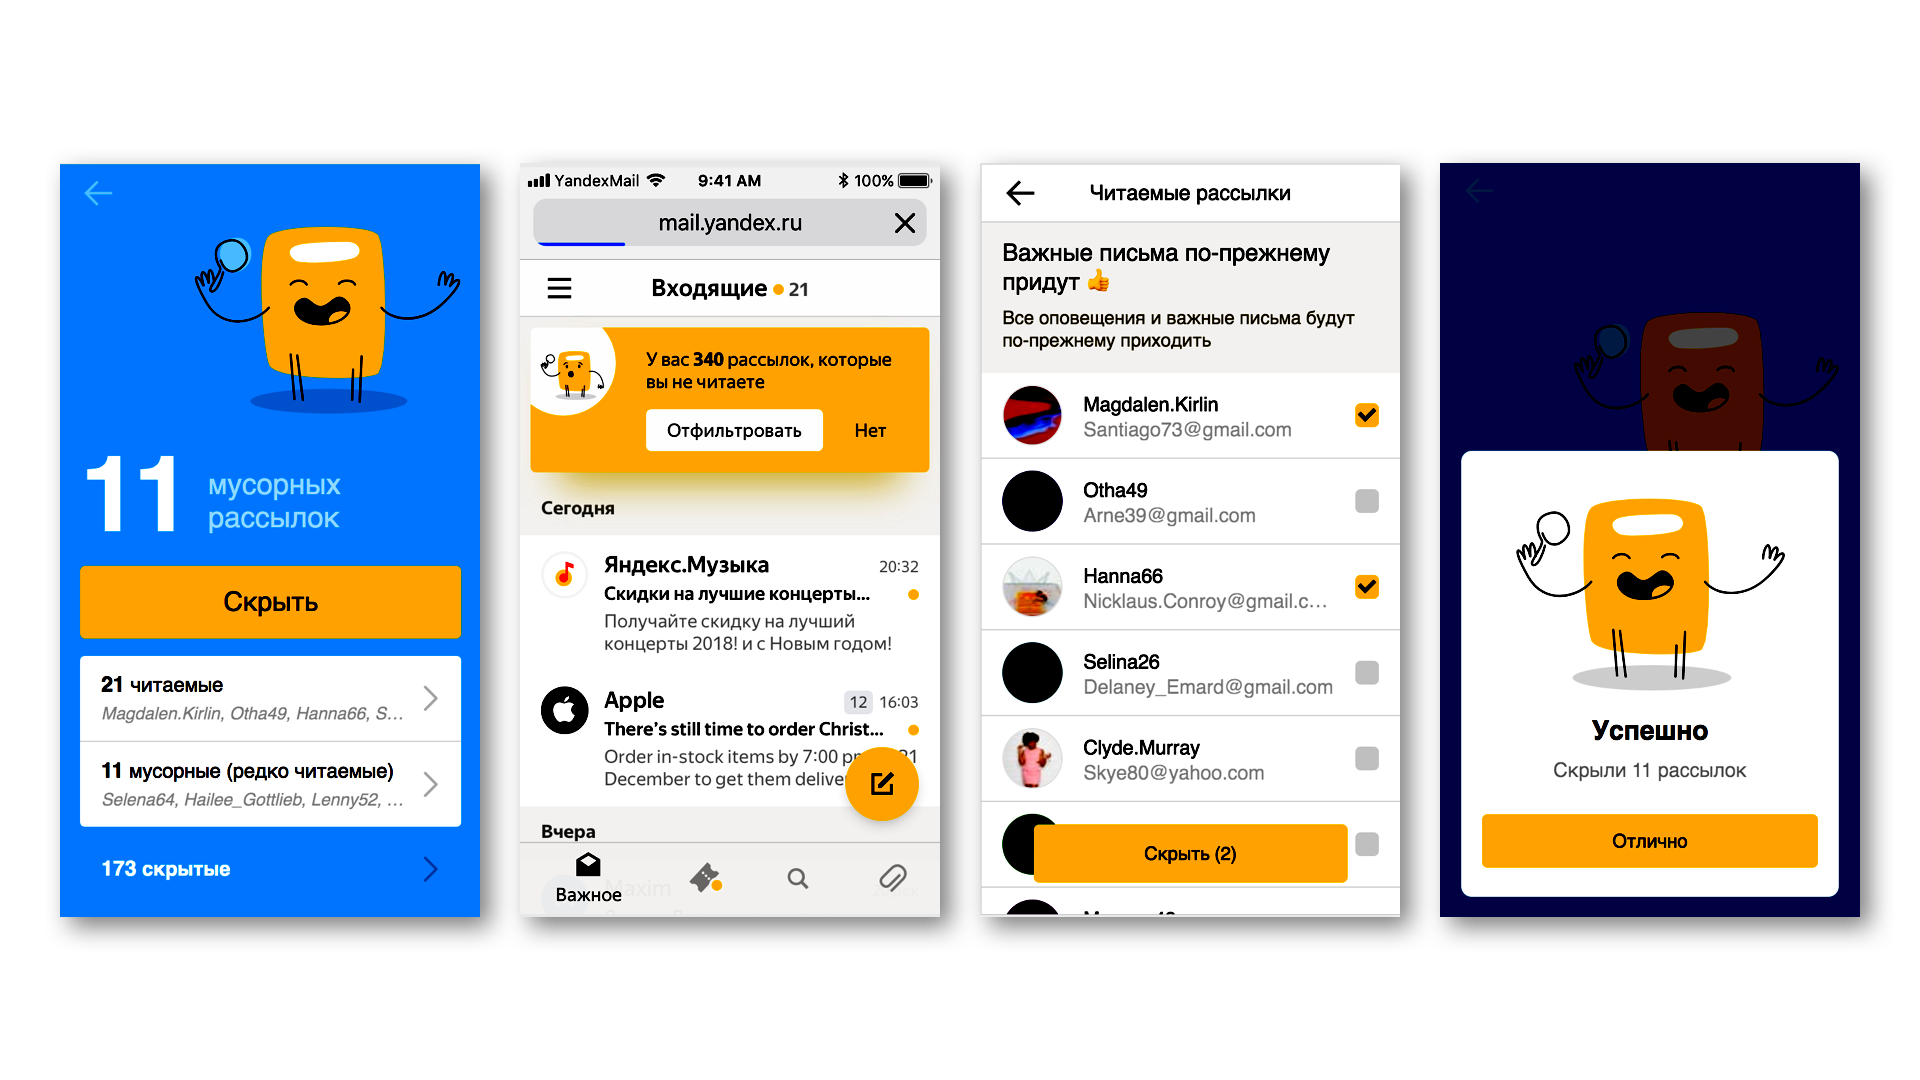 11
мусорных
рассылок
Скрыть
21 читаемые
Magdalen.Kirlin, Otha49, Hanna66, S...
11 мусорные (редко читаемые)
Selena64, Hailee_Gottlieb, Lenny52, ...
173 скрытые
YandexMail 9:41 AM 100%
mail.yandex.ru
Входящие 21
У вас 340 рассылок, которые
вы не читаете
Отфильтровать Нет
Сегодня
Яндекс.Музыка 20:32
Скидки на лучшие концерты...
Получайте скидку на лучший
концерты 2018! и с Новым годом!
Apple 12 16:03
There's still time to order Christ...
Order in-stock items by 7:00 pm 21
December to get them deliver
Вчера
Maxim
Важное
Читаемые рассылки
Важные письма по-прежнему
придут 👍
Все оповещения и важные письма будут
по-прежнему приходить
Magdalen.Kirlin
Santiago73@gmail.com
Otha49
Arne39@gmail.com
Hanna66
Nicklaus.Conroy@gmail.c...
Selina26
Delaney_Emard@gmail.com
Clyde.Murray
Skye80@yahoo.com
Скрыть (2)
Успешно
Скрыли 11 рассылок
Отлично